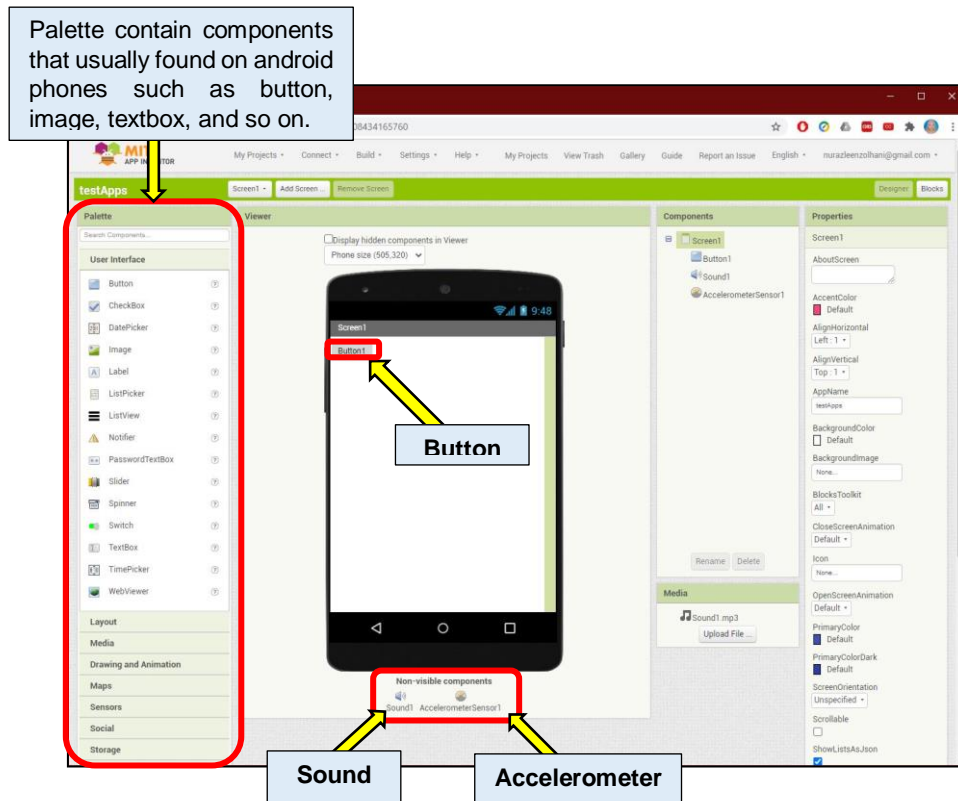 Palette contain components
that usually found on android
phones such as button,
image, textbox, and so on.
08434165760
MIT
APP INVENTOR
My Projects Connect Build Settings Help My Projects View Trash Gallery Guide Report an Issue English nurazleenzolhani@gmail.com
testApps
Screen1 Add Screen ... Remove Screen
Designer Blocks
Palette
Search Components...
User Interface
Button
CheckBox
DatePicker
Image
Label
ListPicker
ListView
Notifier
PasswordTextBox
Slider
Spinner
Switch
TextBox
TimePicker
WebViewer
Layout
Media
Drawing and Animation
Maps
Sensors
Social
Storage
Viewer
Display hidden components in Viewer
Phone size (505,320)
9:48
Screen1
Button1
Button
Non-visible components
Sound1 AccelerometerSensor1
Sound
Accelerometer
Components
Screen1
Button1
Sound1
AccelerometerSensor1
Rename Delete
Media
Sound1.mp3
Upload File ...
Properties
Screen1
AboutScreen
AccentColor
Default
AlignHorizontal
Left : 1
AlignVertical
Top : 1
AppName
testApps
BackgroundColor
Default
BackgroundImage
None...
BlocksToolkit
All
CloseScreenAnimation
Default
Icon
None...
OpenScreenAnimation
Default
PrimaryColor
Default
PrimaryColorDark
Default
ScreenOrientation
Unspecified
Scrollable
ShowListsAsJson